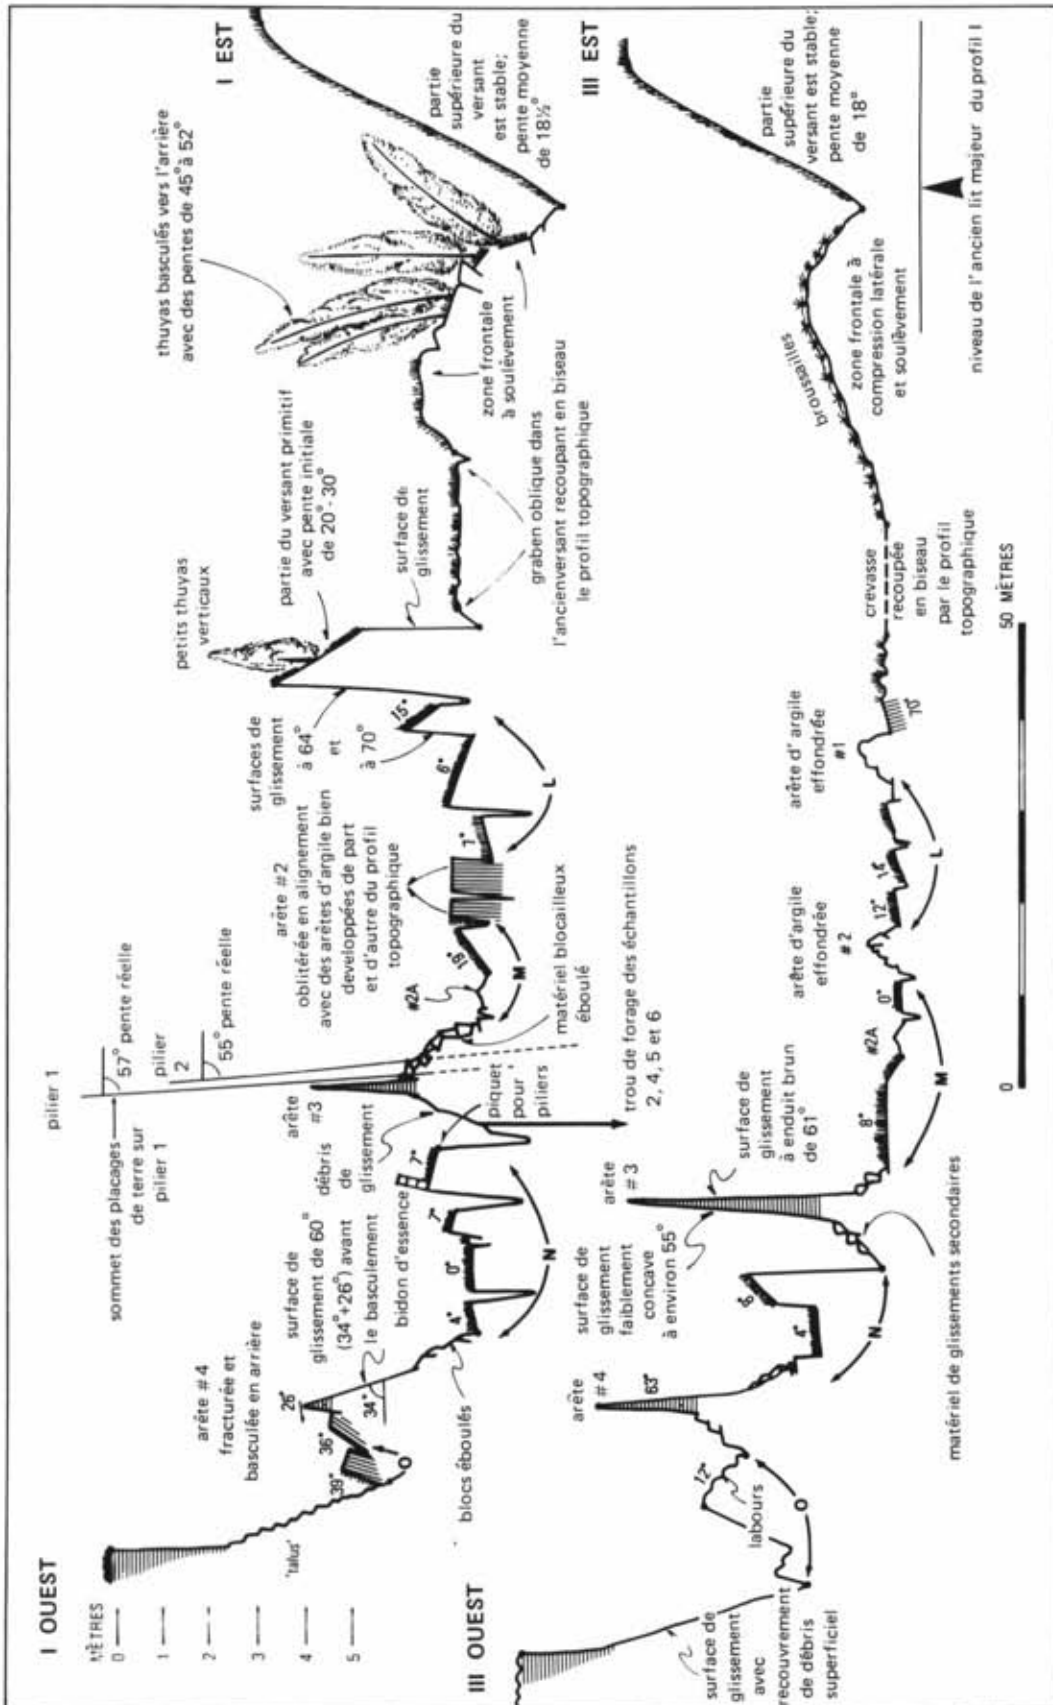 I OUEST
I EST
MÈTRES
0
1
2
3
4
5
'talus'
39°
36°
O
arête #4
fracturée et
basculée en arrière
26°
34°
blocs éboulés
surface de
glissement de 60°
(34°+26°) avant
le basculement
bidon d'essence
4°
0°
7°
7°
N
sommet des placages
de terre sur
pilier 1
pilier 1
57° pente réelle
pilier
2
55° pente réelle
arête
#3
débris
de
glissement
piquet
pour
piliers
trou de forage des échantillons
2, 4, 5 et 6
matériel blocailleux
éboulé
#2A
M
19°
arête #2
oblitérée en alignement
avec des arêtes d'argile bien
developpées de part
et d'autre du profil
topographique
7°
6°
15°
L
surfaces de
glissement
à 64°
et
à 70°
petits thuyas
verticaux
partie du versant primitif
avec pente initiale
de 20°-30°
surface de
glissement
graben oblique dans
l'ancienversant recoupant en biseau
le profil topographique
zone frontale
à soulèvement
thuyas basculés vers l'arrière
avec des pentes de 45° à 52°
partie
supérieure du
versant
est stable;
pente moyenne
de 18½°
III OUEST
III EST
surface de
glissement
avec
recouvrement
de débris
superficiel
labours
12°
O
arête
#4
63°
surface de
glissement
faiblement
concave
à environ 55°
4°
N
arête
#3
surface de
glissement
à enduit brun
de 61°
matériel de glissements secondaires
8°
#2A
M
0°
arête d'argile
effondrée
#2
12°
14°
L
arête d'argile
effondrée
#1
70°
crevasse
recoupée
en biseau
par le profil
topographique
broussailles
zone frontale à
compression latérale
et soulèvement
partie
supérieure du
versant est stable;
pente moyenne
de 18°
niveau de l'ancien lit majeur du profil I
0
50 MÈTRES